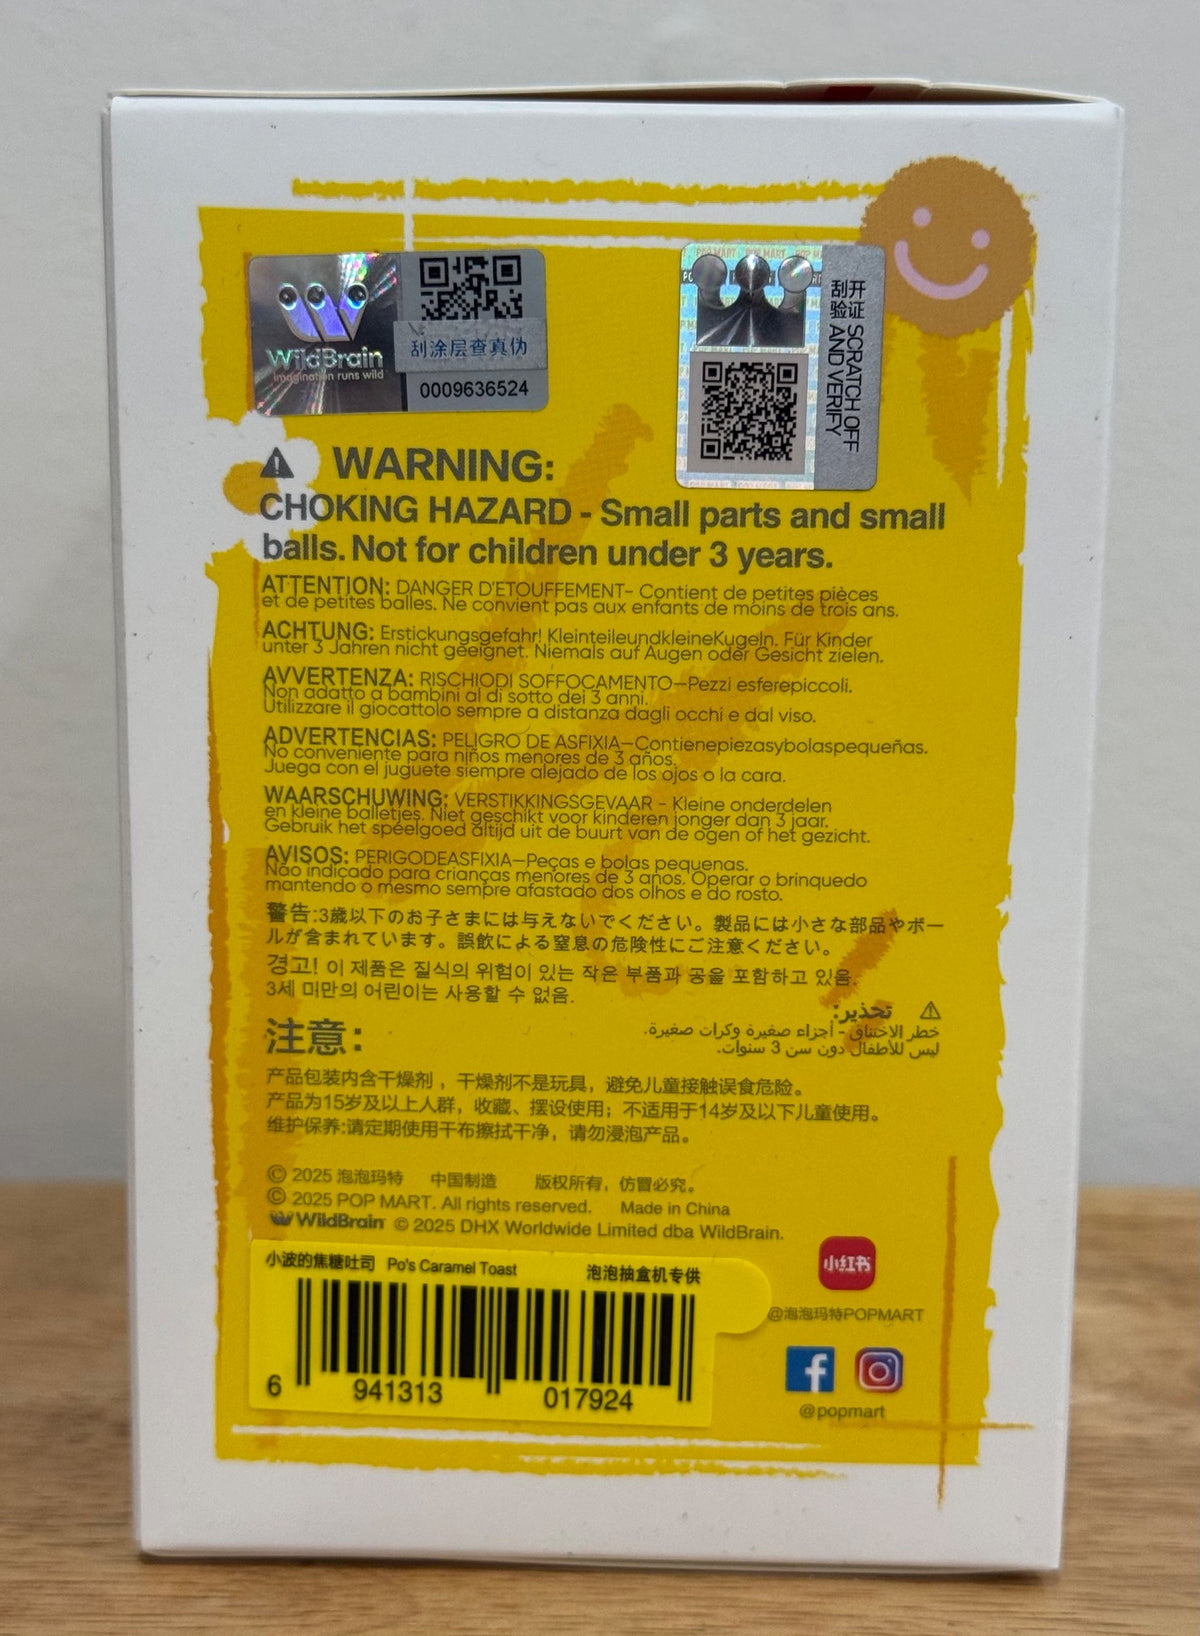 WildBrain
imagination runs wild
刮涂层查真伪
0009636524
POP MART POP MART POP M
刮开
验证
SCRATCH OFF
AND VERIFY
WARNING:
CHOKING HAZARD - Small parts and small
balls. Not for children under 3 years.
ATTENTION: DANGER D'ETOUFFEMENT- Contient de petites pièces
et de petites balles. Ne convient pas aux enfants de moins de trois ans.
ACHTUNG: Erstickungsgefahr! KleinteileundkleineKugeln. Für Kinder
unter 3 Jahren nicht geeignet. Niemals auf Augen oder Gesicht zielen.
AVVERTENZA: RISCHIODI SOFFOCAMENTO—Pezzi esferepiccoli.
Non adatto a bambini al di sotto dei 3 anni.
Utilizzare il giocattolo sempre a distanza dagli occhi e dal viso.
ADVERTENCIAS: PELIGRO DE ASFIXIA—Contienepiezasybolaspequeñas.
No conveniente para niños menores de 3 años.
Juega con el juguete siempre alejado de los ojos o la cara.
WAARSCHUWING: VERSTIKKINGSGEVAAR - Kleine onderdelen
en kleine balletjes. Niet geschikt voor kinderen jonger dan 3 jaar.
Gebruik het speelgoed altijd uit de buurt van de ogen of het gezicht.
AVISOS: PERIGODEASFIXIA—Peças e bolas pequenas.
Não indicado para crianças menores de 3 anos. Operar o brinquedo
mantendo o mesmo sempre afastado dos olhos e do rosto.
警告:3歳以下のお子さまには与えないでください。製品には小さな部品やボー
ルが含まれています。誤飲による窒息の危険性にご注意ください。
경고! 이 제품은 질식의 위험이 있는 작은 부품과 공을 포함하고 있음.
3세 미만의 어린이는 사용할 수 없음.
تحذير:
خطر الاختناق - أجزاء صغيرة وكرات صغيرة.
ليس للأطفال دون سن 3 سنوات.
注意：
产品包装内含干燥剂，干燥剂不是玩具，避免儿童接触误食危险。
产品为15岁及以上人群，收藏、摆设使用；不适用于14岁及以下儿童使用。
维护保养:请定期使用干布擦拭干净，请勿浸泡产品。
© 2025 泡泡玛特 中国制造 版权所有，仿冒必究。
© 2025 POP MART. All rights reserved. Made in China
WildBrain © 2025 DHX Worldwide Limited dba WildBrain.
小波的焦糖吐司 Po's Caramel Toast 泡泡抽盒机专供
6 941313 017924
小红书
@泡泡玛特POPMART
@popmart